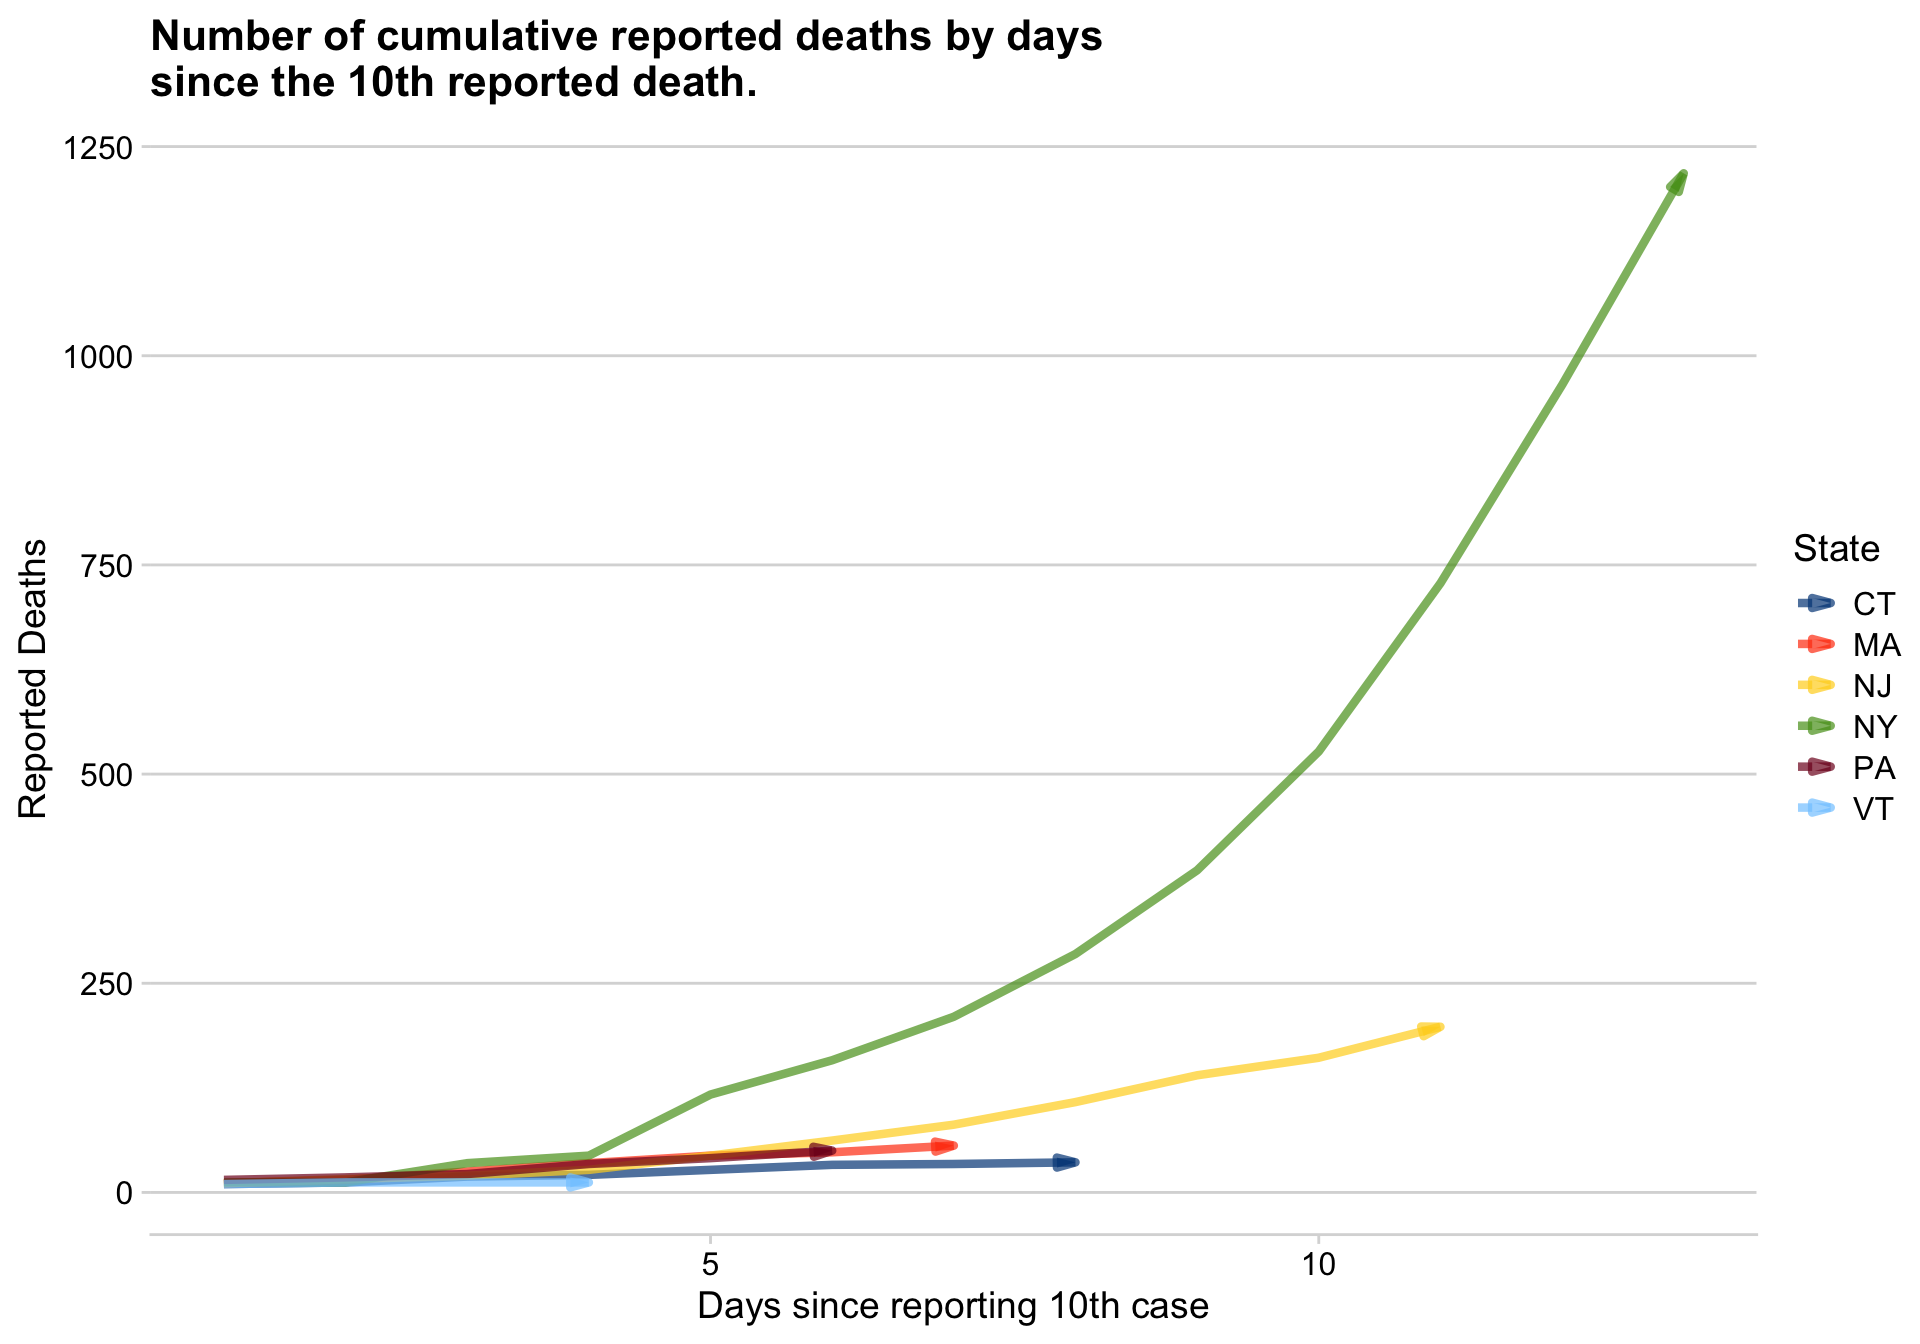 Number of cumulative reported deaths by days
since the 10th reported death.
1250
1000
750
500
250
0
Reported Deaths
5
10
Days since reporting 10th case
State
CT
MA
NJ
NY
PA
VT